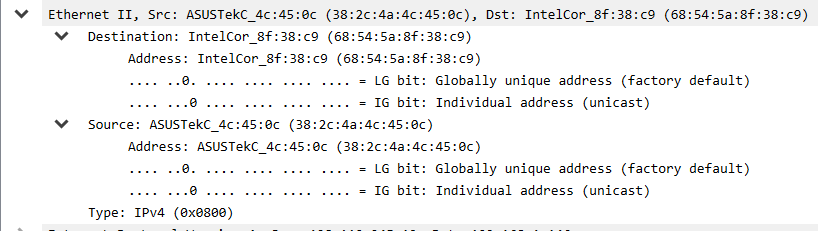 Ethernet II, Src: ASUSTekC_4c:45:0c (38:2c:4a:4c:45:0c), Dst: IntelCor_8f:38:c9 (68:54:5a:8f:38:c9)
Destination: IntelCor_8f:38:c9 (68:54:5a:8f:38:c9)
Address: IntelCor_8f:38:c9 (68:54:5a:8f:38:c9)
.... ..0. .... .... .... .... = LG bit: Globally unique address (factory default)
.... ...0 .... .... .... .... = IG bit: Individual address (unicast)
Source: ASUSTekC_4c:45:0c (38:2c:4a:4c:45:0c)
Address: ASUSTekC_4c:45:0c (38:2c:4a:4c:45:0c)
.... ..0. .... .... .... .... = LG bit: Globally unique address (factory default)
.... ...0 .... .... .... .... = IG bit: Individual address (unicast)
Type: IPv4 (0x0800)